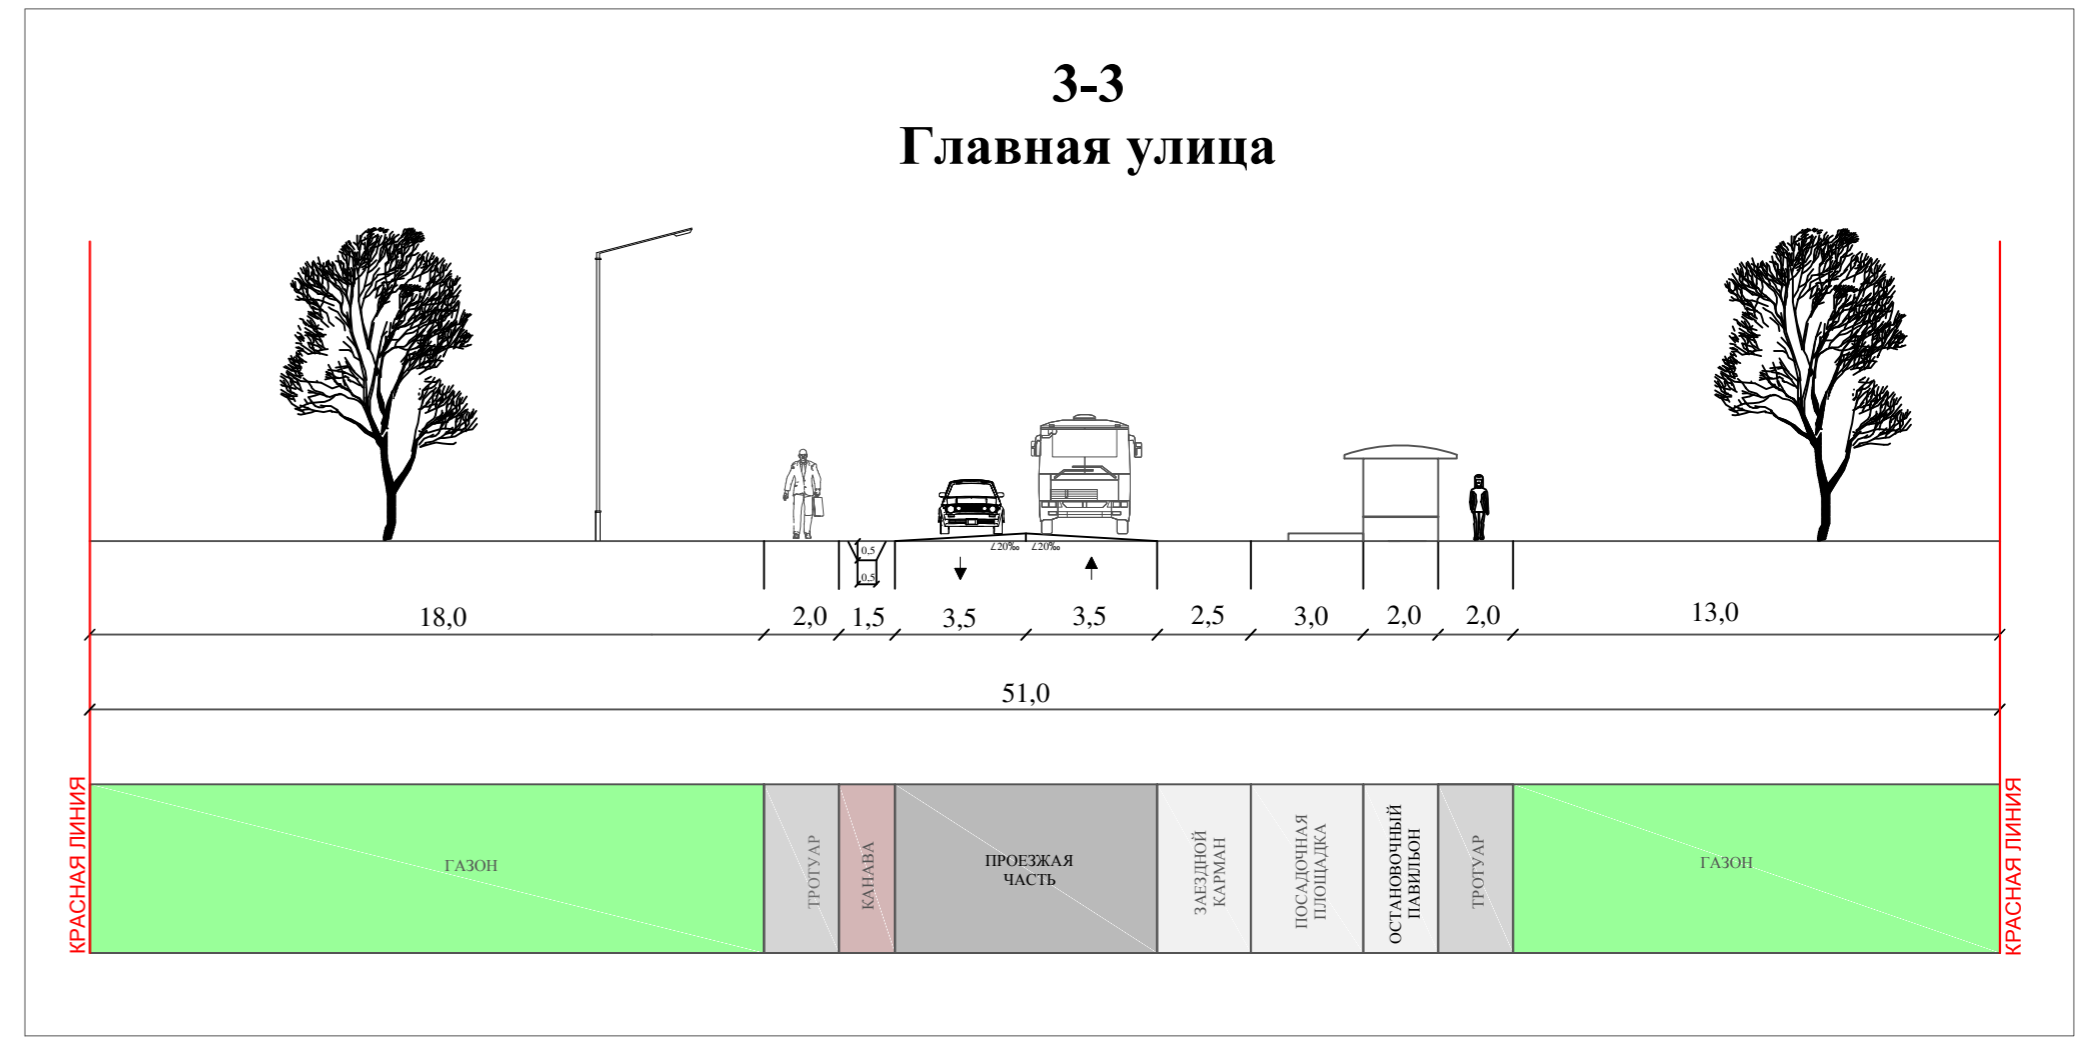 3-3
Главная улица
0,5
0,5
∠20‰
∠20‰
18,0
2,0
1,5
3,5
3,5
2,5
3,0
2,0
2,0
13,0
51,0
КРАСНАЯ ЛИНИЯ
ГАЗОН
ТРОТУАР
КАНАВА
ПРОЕЗЖАЯ
ЧАСТЬ
ЗАЕЗДНОЙ
КАРМАН
ПОСАДОЧНАЯ
ПЛОЩАДКА
ОСТАНОВОЧНЫЙ
ПАВИЛЬОН
ТРОТУАР
ГАЗОН
КРАСНАЯ ЛИНИЯ